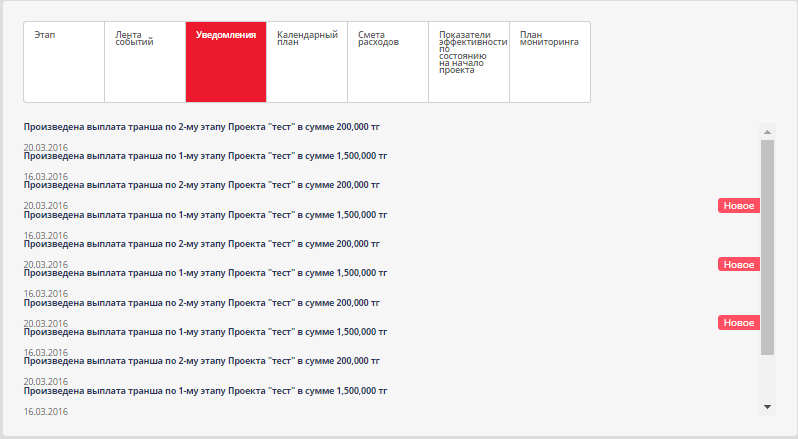 Этап
Лента
событий
Уведомления
Календарный
план
Смета
расходов
Показатели
эффективности
по
состоянию
на начало
проекта
План
мониторинга
Произведена выплата транша по 2-му этапу Проекта "тест" в сумме 200,000 тг
20.03.2016
Произведена выплата транша по 1-му этапу Проекта "тест" в сумме 1,500,000 тг
16.03.2016
Произведена выплата транша по 2-му этапу Проекта "тест" в сумме 200,000 тг
20.03.2016
Новое
Произведена выплата транша по 1-му этапу Проекта "тест" в сумме 1,500,000 тг
16.03.2016
Произведена выплата транша по 2-му этапу Проекта "тест" в сумме 200,000 тг
20.03.2016
Новое
Произведена выплата транша по 1-му этапу Проекта "тест" в сумме 1,500,000 тг
16.03.2016
Произведена выплата транша по 2-му этапу Проекта "тест" в сумме 200,000 тг
20.03.2016
Новое
Произведена выплата транша по 1-му этапу Проекта "тест" в сумме 1,500,000 тг
16.03.2016
Произведена выплата транша по 2-му этапу Проекта "тест" в сумме 200,000 тг
20.03.2016
Произведена выплата транша по 1-му этапу Проекта "тест" в сумме 1,500,000 тг
16.03.2016